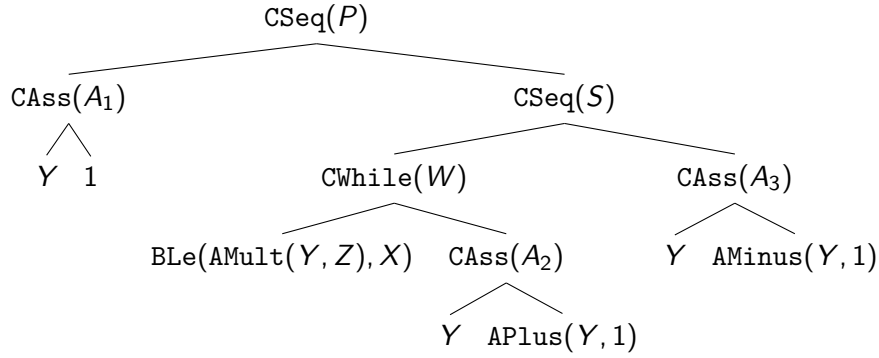 CSeq(P)
CAss(A₁) CSeq(S)
Y 1 CWhile(W) CAss(A₃)
BLe(AMult(Y, Z), X) CAss(A₂) Y AMinus(Y, 1)
Y APlus(Y, 1)